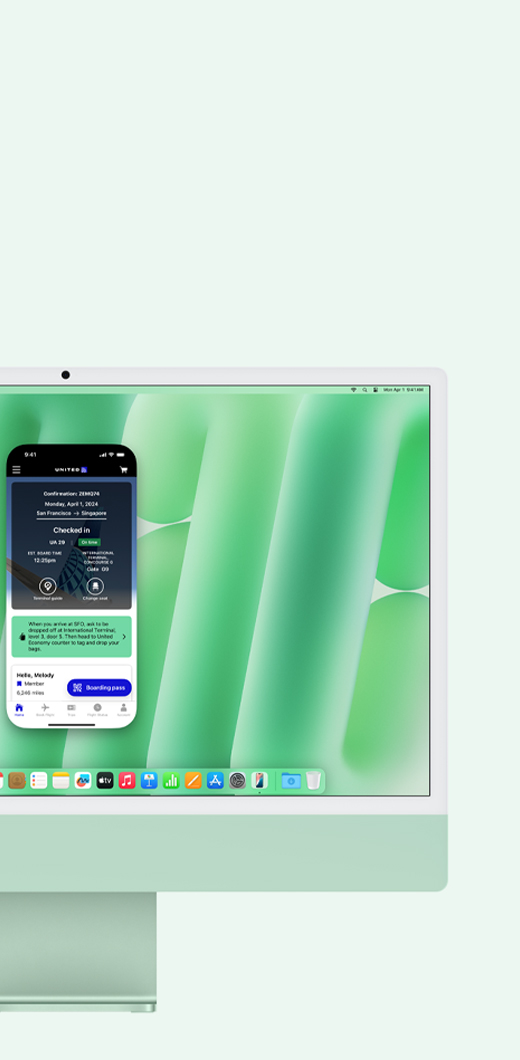 Mon Apr 1 9:41 AM
9:41
UNITED
Confirmation: ZEMQ74
Monday, April 1, 2024
San Francisco → Singapore
Checked in
UA 29 | On time
EST. BOARD TIME
12:25pm
INTERNATIONAL
TERMINAL
CONCOURSE G
Gate G9
Terminal guide
Change seat
When you arrive at SFO, ask to be
dropped off at International Terminal,
level 3, door 5. Then head to United
Economy counter to tag and drop your
bags.
Hello, Melody
Member
6,246 miles
Boarding pass
Home
Book flights
Trips
Flight Status
Account
tv